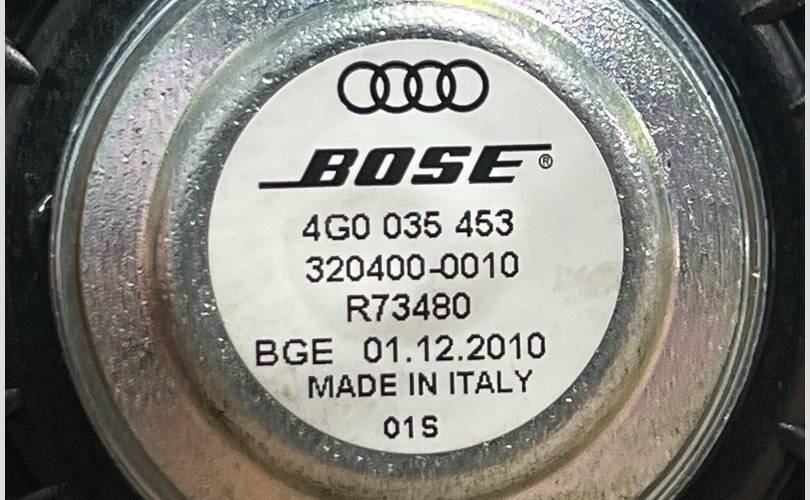 BOSE®
4G0 035 453
320400-0010
R73480
BGE 01.12.2010
MADE IN ITALY
01S